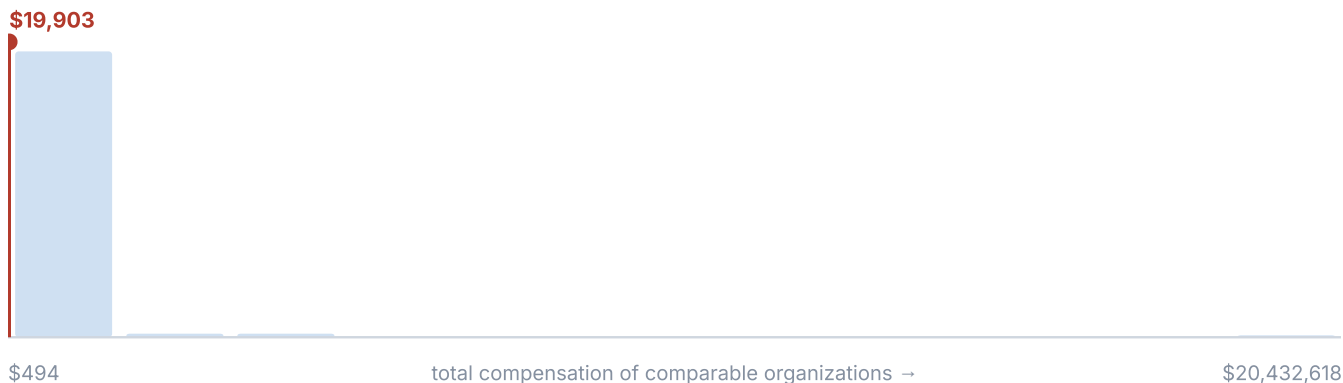 $19,903
$494 total compensation of comparable organizations → $20,432,618